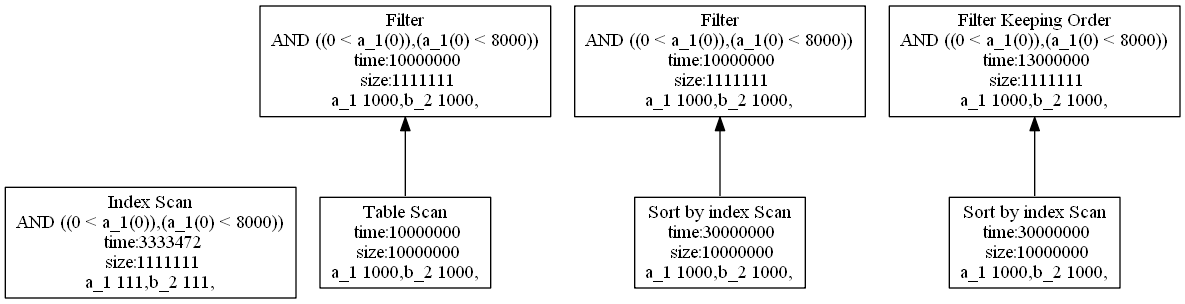 Filter
AND ((0 < a_1(0)),(a_1(0) < 8000))
time:10000000
size:1111111
a_1 1000,b_2 1000,
Filter
AND ((0 < a_1(0)),(a_1(0) < 8000))
time:10000000
size:1111111
a_1 1000,b_2 1000,
Filter Keeping Order
AND ((0 < a_1(0)),(a_1(0) < 8000))
time:13000000
size:1111111
a_1 1000,b_2 1000,
Index Scan
AND ((0 < a_1(0)),(a_1(0) < 8000))
time:3333472
size:1111111
a_1 111,b_2 111,
Table Scan
time:10000000
size:10000000
a_1 1000,b_2 1000,
Sort by index Scan
time:30000000
size:10000000
a_1 1000,b_2 1000,
Sort by index Scan
time:30000000
size:10000000
a_1 1000,b_2 1000,